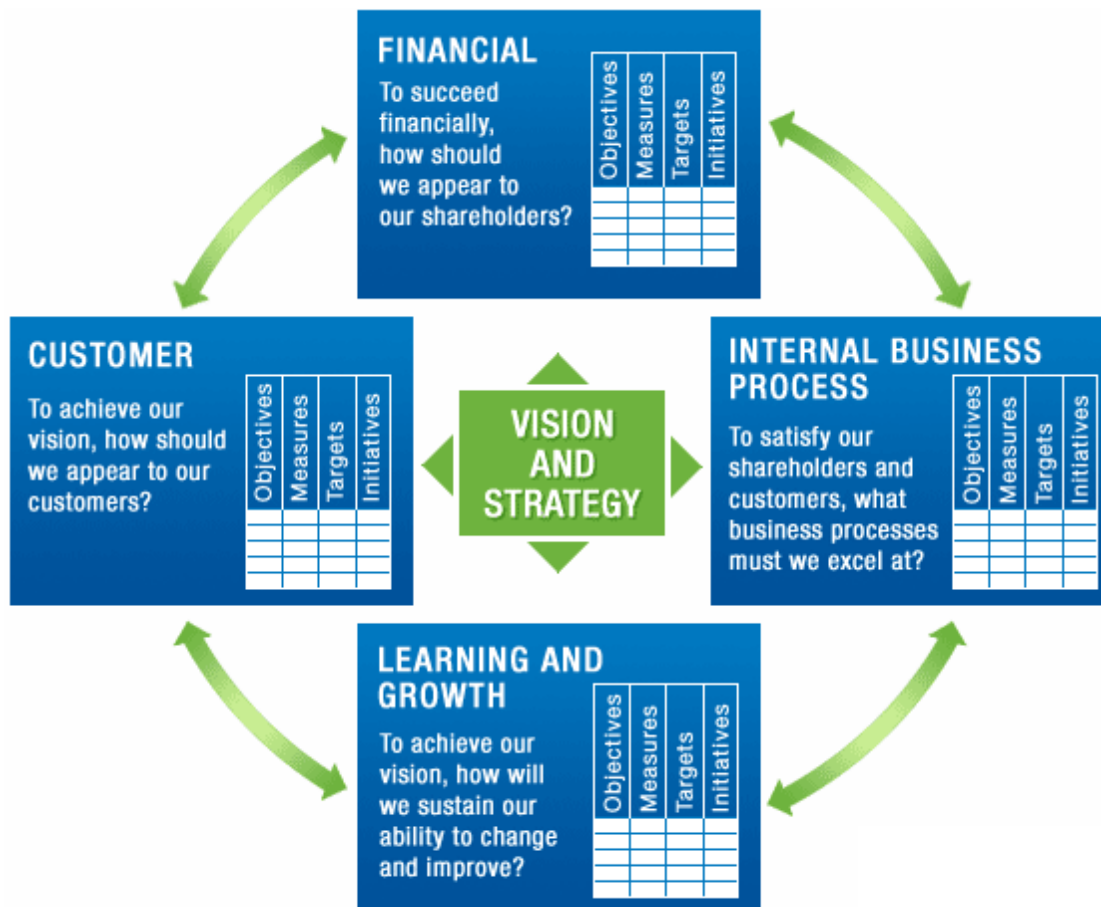 FINANCIAL
To succeed
financially,
how should
we appear to
our shareholders?
Objectives
Measures
Targets
Initiatives
CUSTOMER
To achieve our
vision, how should
we appear to our
customers?
Objectives
Measures
Targets
Initiatives
VISION
AND
STRATEGY
INTERNAL BUSINESS
PROCESS
To satisfy our
shareholders and
customers, what
business processes
must we excel at?
Objectives
Measures
Targets
Initiatives
LEARNING AND
GROWTH
To achieve our
vision, how will
we sustain our
ability to change
and improve?
Objectives
Measures
Targets
Initiatives